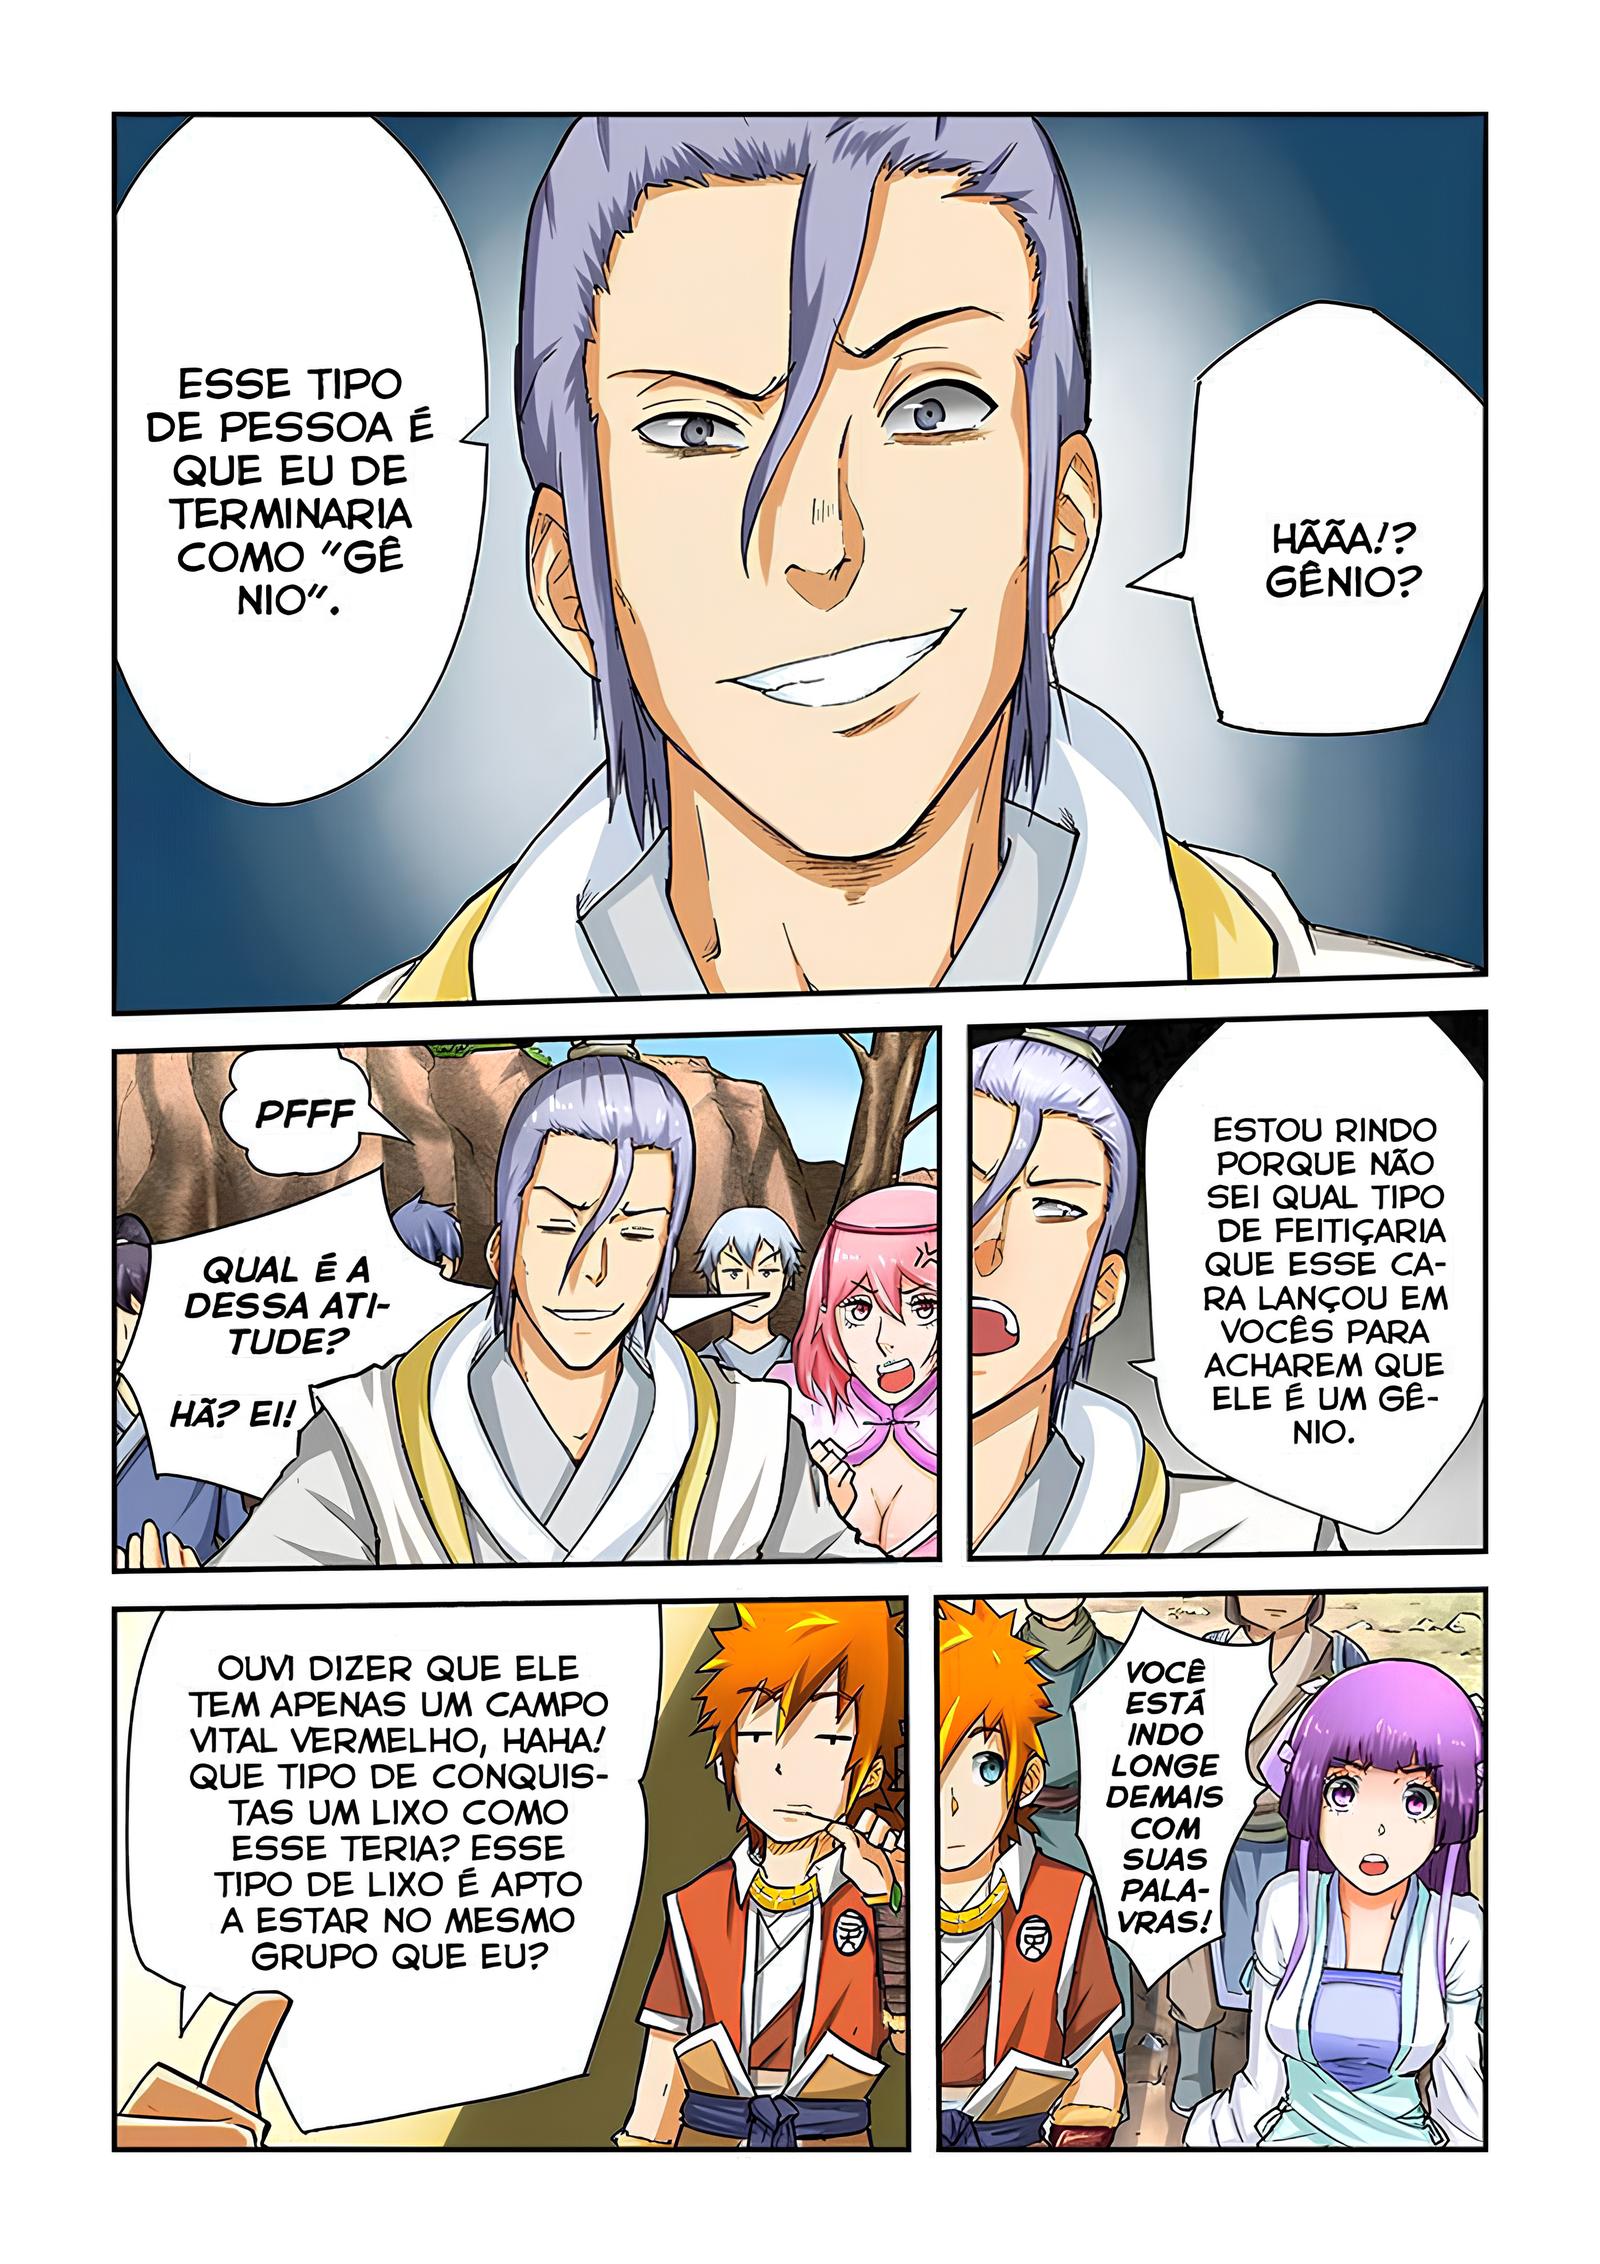 ESSE TIPO
DE PESSOA É
QUE EU DE
TERMINARIA
COMO "GÊ
NIO".
HÃÃA!?
GÊNIO?
PFFF
QUAL É A
DESSA ATI-
TUDE?
HÃ? EI!
ESTOU RINDO
PORQUE NÃO
SEI QUAL TIPO
DE FEITIÇARIA
QUE ESSE CA-
RA LANÇOU EM
VOCÊS PARA
ACHAREM QUE
ELE É UM GÊ-
NIO.
OUVI DIZER QUE ELE
TEM APENAS UM CAMPO
VITAL VERMELHO, HAHA!
QUE TIPO DE CONQUIS-
TAS UM LIXO COMO
ESSE TERIA? ESSE
TIPO DE LIXO É APTO
A ESTAR NO MESMO
GRUPO QUE EU?
VOCÊ
ESTÁ
INDO
LONGE
DEMAIS
COM
SUAS
PALA-
VRAS!